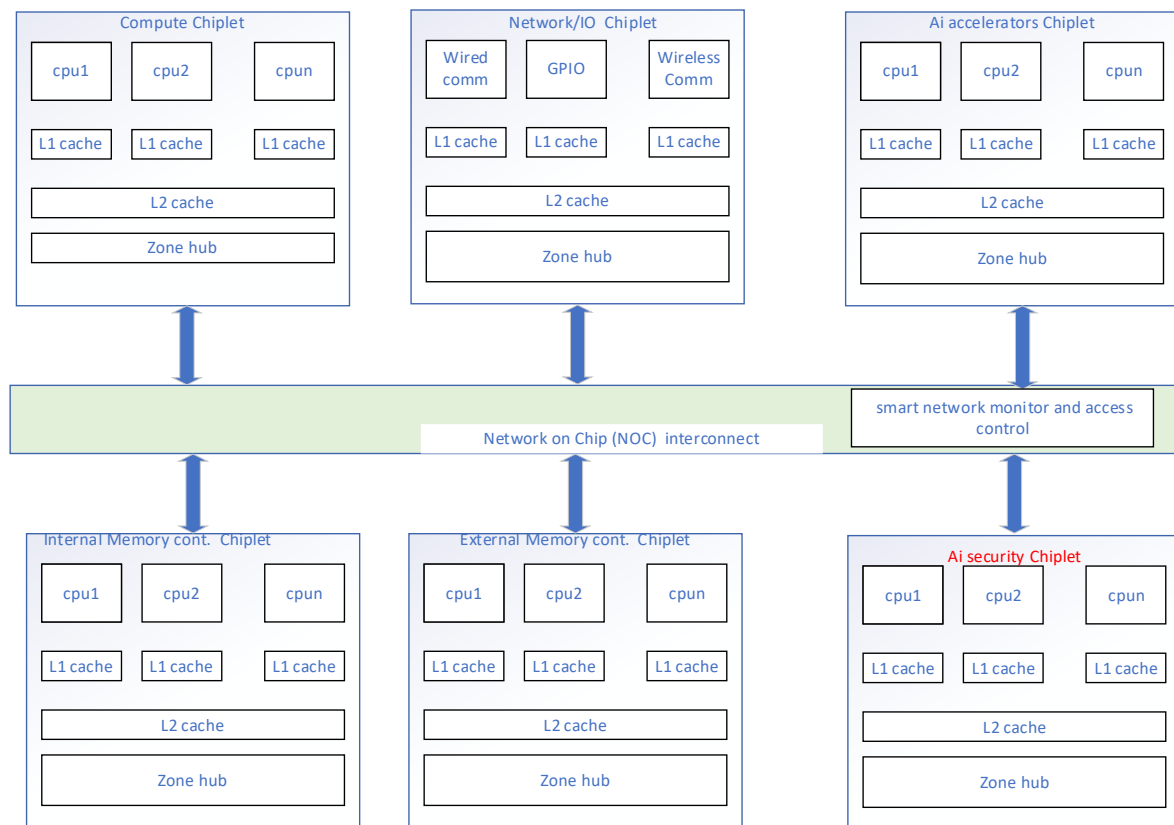 Compute Chiplet
cpu1
cpu2
cpun
L1 cache
L1 cache
L1 cache
L2 cache
Zone hub
Network/IO Chiplet
Wired
comm
GPIO
Wireless
Comm
L1 cache
L1 cache
L1 cache
L2 cache
Zone hub
Ai accelerators Chiplet
cpu1
cpu2
cpun
L1 cache
L1 cache
L1 cache
L2 cache
Zone hub
smart network monitor and access
control
Network on Chip (NOC) interconnect
Internal Memory cont. Chiplet
cpu1
cpu2
cpun
L1 cache
L1 cache
L1 cache
L2 cache
Zone hub
External Memory cont. Chiplet
cpu1
cpu2
cpun
L1 cache
L1 cache
L1 cache
L2 cache
Zone hub
Ai security Chiplet
cpu1
cpu2
cpun
L1 cache
L1 cache
L1 cache
L2 cache
Zone hub